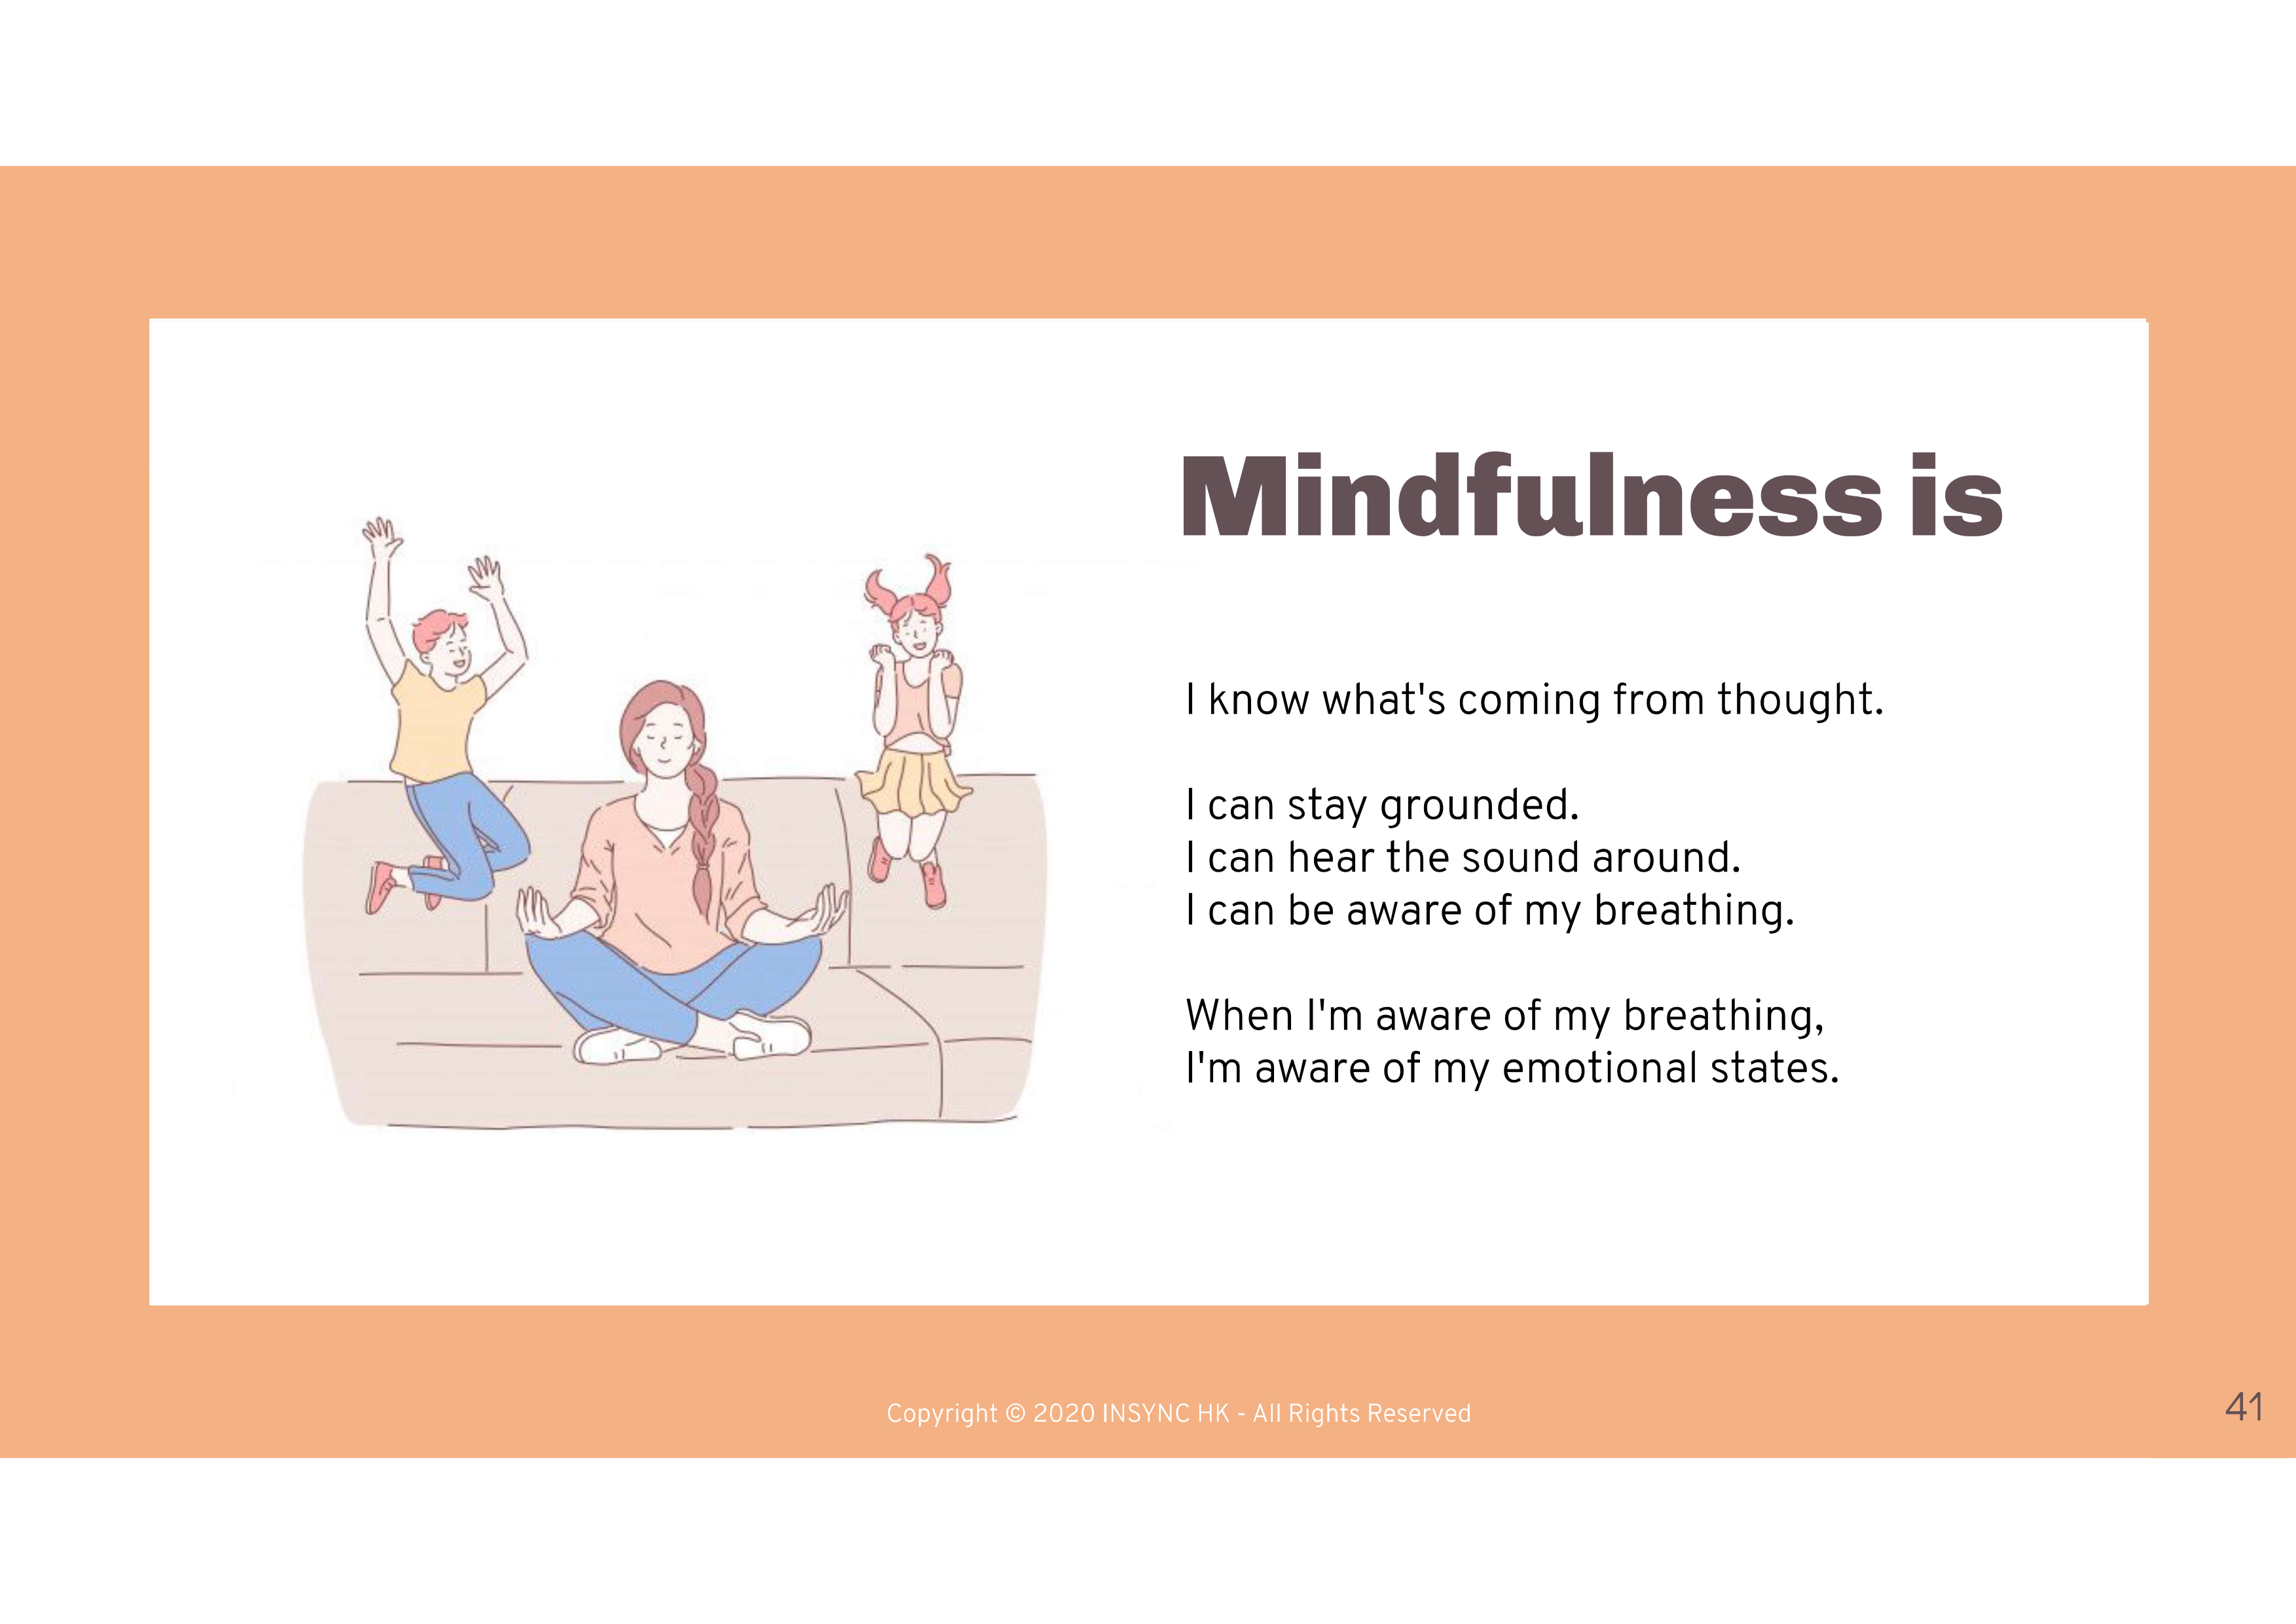 Mindfulness is
I know what's coming from thought.
I can stay grounded.
I can hear the sound around.
I can be aware of my breathing.
When I'm aware of my breathing,
I'm aware of my emotional states.
Copyright © 2020 INSYNC HK - All Rights Reserved
41